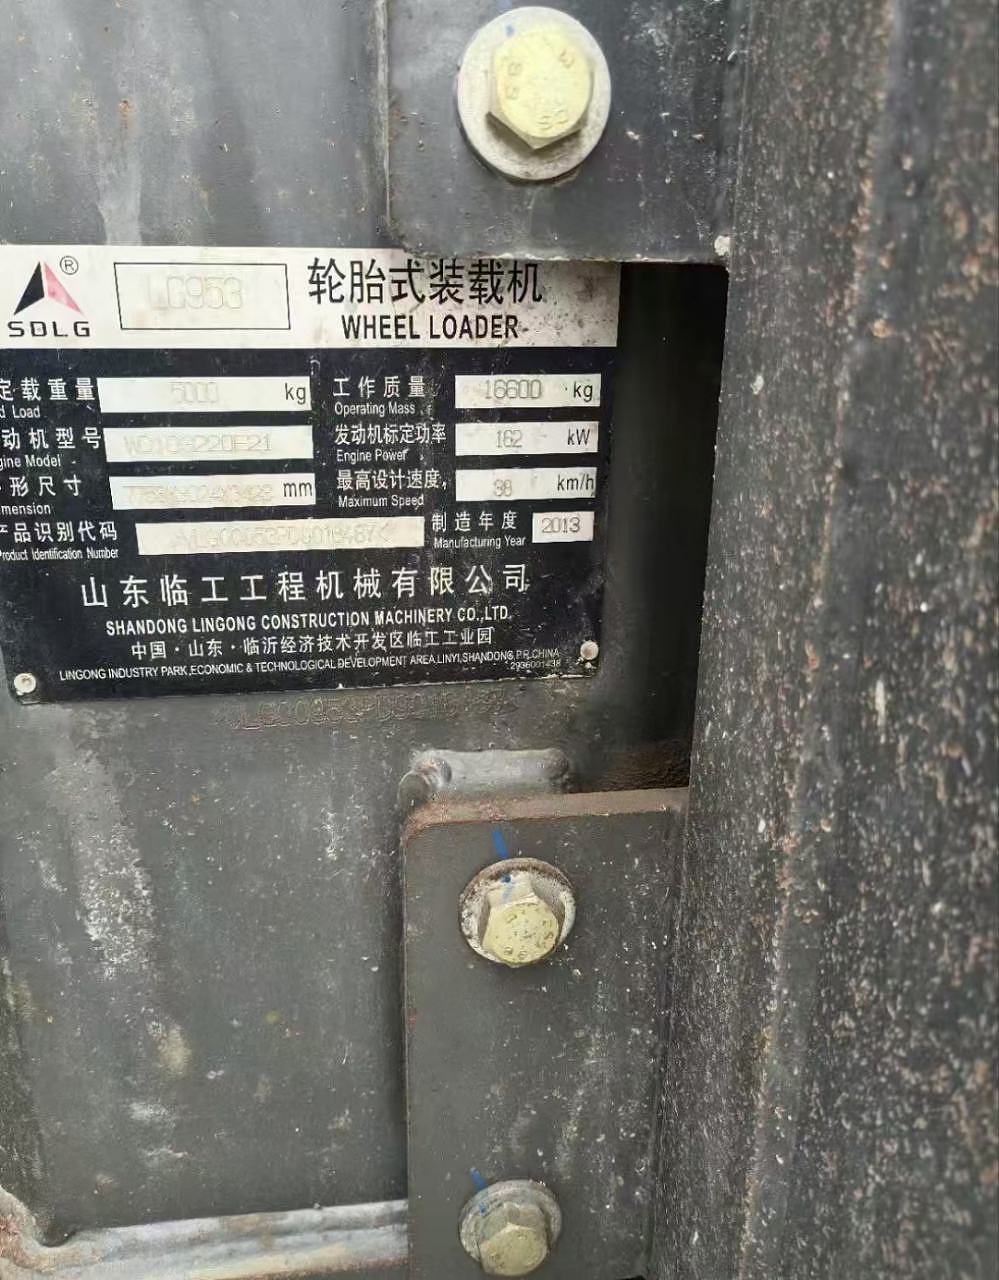 ® LG953 轮胎式装载机
SDLG WHEEL LOADER
定载重量 5000 kg 工作质量 16600 kg
d Load Operating Mass
动机型号 WD10G220E21 发动机标定功率 162 kW
gine Model Engine Power
形尺寸 mm 最高设计速度 38 km/h
mension Maximum Speed
产品识别代码 制造年度 2013
Product Identification Number Manufacturing Year
山东临工工程机械有限公司
SHANDONG LINGONG CONSTRUCTION MACHINERY CO.,LTD.
中国·山东·临沂经济技术开发区临工工业园
LINGONG INDUSTRY PARK,ECONOMIC & TECHNOLOGICAL DEVELOPMENT AREA,LINYI,SHANDONG,P.R.CHINA
2936001438